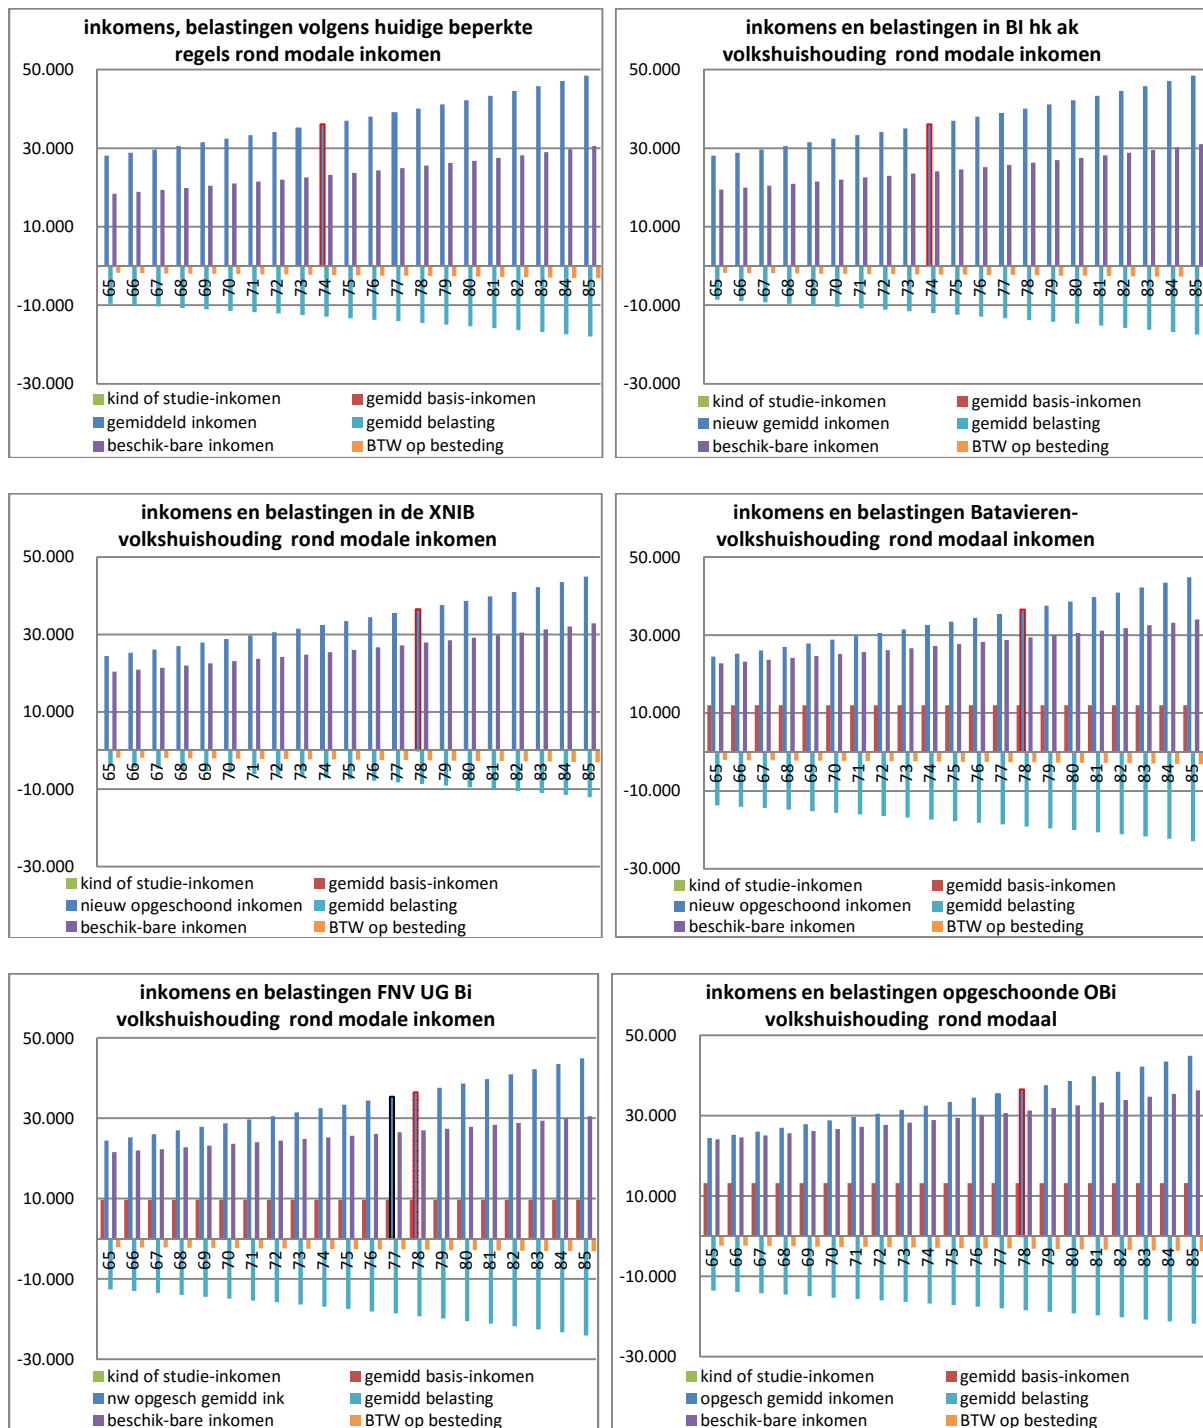 inkomens, belastingen volgens huidige beperkte
regels rond modale inkomen
50.000
30.000
10.000
-10.000
-30.000
65 66 67 68 69 70 71 72 73 74 75 76 77 78 79 80 81 82 83 84 85
kind of studie-inkomen gemidd basis-inkomen
gemiddeld inkomen gemidd belasting
beschik-bare inkomen BTW op besteding
inkomens en belastingen in BI hk ak
volkshuishouding rond modale inkomen
50.000
30.000
10.000
-10.000
-30.000
65 66 67 68 69 70 71 72 73 74 75 76 77 78 79 80 81 82 83 84 85
kind of studie-inkomen gemidd basis-inkomen
nieuw gemidd inkomen gemidd belasting
beschik-bare inkomen BTW op besteding
inkomens en belastingen in de XNIB
volkshuishouding rond modale inkomen
50.000
30.000
10.000
-10.000
-30.000
65 66 67 68 69 70 71 72 73 74 75 76 77 78 79 80 81 82 83 84 85
kind of studie-inkomen gemidd basis-inkomen
nieuw opgeschoond inkomen gemidd belasting
beschik-bare inkomen BTW op besteding
inkomens en belastingen Batavieren-
volkshuishouding rond modaal inkomen
50.000
30.000
10.000
-10.000
-30.000
65 66 67 68 69 70 71 72 73 74 75 76 77 78 79 80 81 82 83 84 85
kind of studie-inkomen gemidd basis-inkomen
nieuw opgeschoond inkomen gemidd belasting
beschik-bare inkomen BTW op besteding
inkomens en belastingen FNV UG Bi
volkshuishouding rond modale inkomen
50.000
30.000
10.000
-10.000
-30.000
65 66 67 68 69 70 71 72 73 74 75 76 77 78 79 80 81 82 83 84 85
kind of studie-inkomen gemidd basis-inkomen
nw opgesch gemidd ink gemidd belasting
beschik-bare inkomen BTW op besteding
inkomens en belastingen opgeschoonde OBi
volkshuishouding rond modaal
50.000
30.000
10.000
-10.000
-30.000
65 66 67 68 69 70 71 72 73 74 75 76 77 78 79 80 81 82 83 84 85
kind of studie-inkomen gemidd basis-inkomen
opgesch gemidd inkomen gemidd belasting
beschik-bare inkomen BTW op besteding